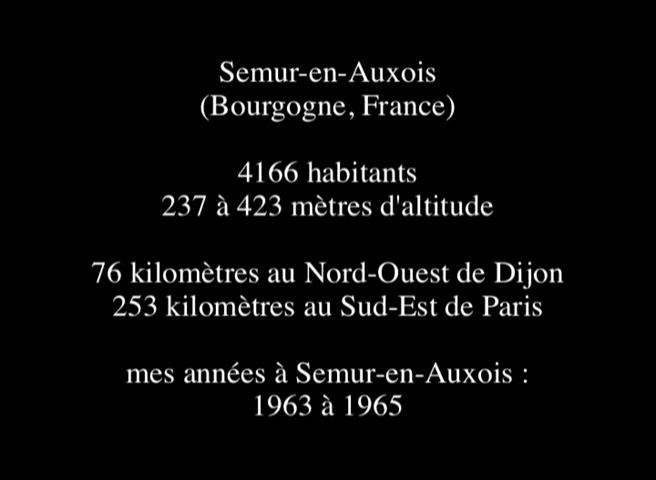 Semur-en-Auxois
(Bourgogne, France)
4166 habitants
237 à 423 mètres d'altitude
76 kilomètres au Nord-Ouest de Dijon
253 kilomètres au Sud-Est de Paris
mes années à Semur-en-Auxois :
1963 à 1965